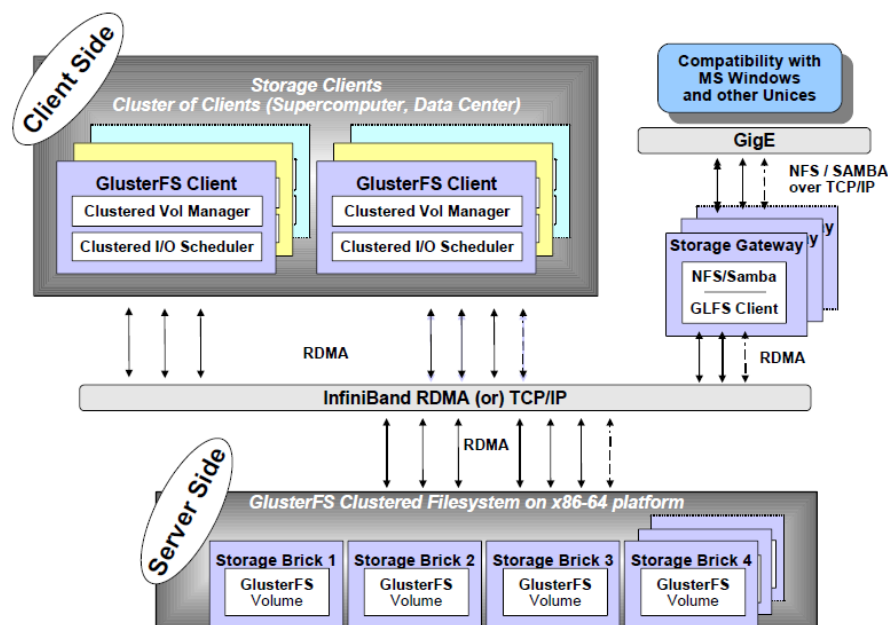 Client Side
Storage Clients
Cluster of Clients (Supercomputer, Data Center)
GlusterFS Client
Clustered Vol Manager
Clustered I/O Scheduler
GlusterFS Client
Clustered Vol Manager
Clustered I/O Scheduler
Compatibility with
MS Windows
and other Unices
GigE
NFS / SAMBA
over TCP/IP
Storage Gateway
NFS/Samba
GLFS Client
RDMA
RDMA
RDMA
InfiniBand RDMA (or) TCP/IP
RDMA
Server Side
GlusterFS Clustered Filesystem on x86-64 platform
Storage Brick 1
GlusterFS
Volume
Storage Brick 2
GlusterFS
Volume
Storage Brick 3
GlusterFS
Volume
Storage Brick 4
GlusterFS
Volume